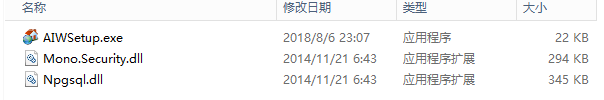 名称 修改日期 类型 大小
AIWSetup.exe 2018/8/6 23:07 应用程序 22 KB
Mono.Security.dll 2014/11/21 6:43 应用程序扩展 294 KB
Npgsql.dll 2014/11/21 6:43 应用程序扩展 345 KB